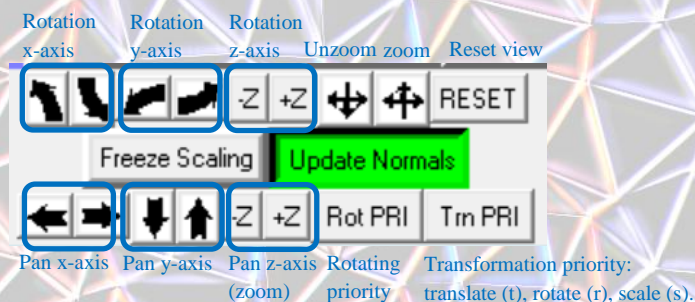 Rotation Rotation Rotation
x-axis y-axis z-axis Unzoom zoom Reset view
-Z +Z RESET
Freeze Scaling Update Normals
-Z +Z Rot PRI Trn PRI
Pan x-axis Pan y-axis Pan z-axis Rotating Transformation priority:
(zoom) priority translate (t), rotate (r), scale (s).